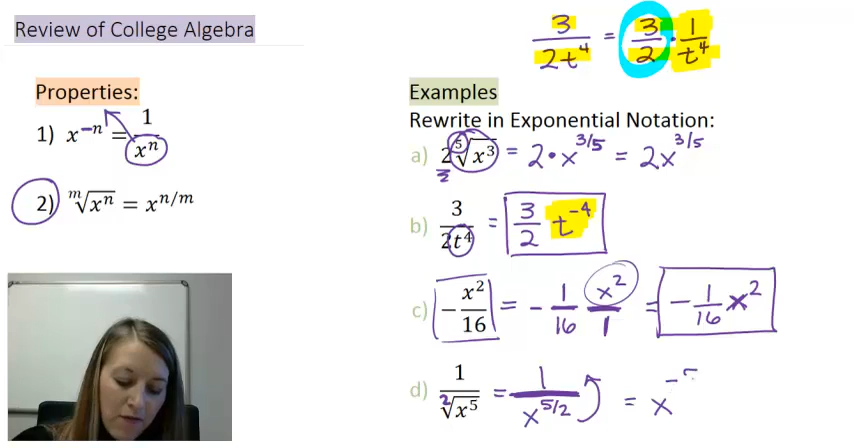 Review of College Algebra
Properties:
1) x^{-n} = 1/x^n
2) ^m√(x^n) = x^{n/m}
3/(2t^4) = 3/2 · 1/t^4
Examples
Rewrite in Exponential Notation:
a) 2 ^5√(x^3) = 2 • x^{3/5} = 2x^{3/5}
b) 3/(2t^4) = 3/2 t^{-4}
c) -x^2/16 = -1/16 x^2/1 = -1/16 x^2
d) 1/^2√(x^5) = 1/x^{5/2} = x^-